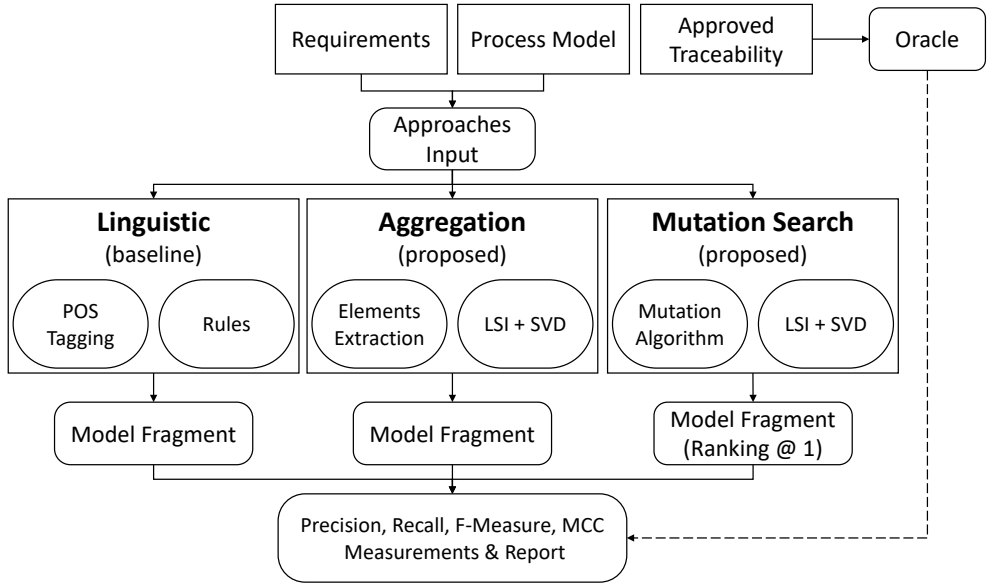 Requirements
Process Model
Approved
Traceability
Oracle
Approaches
Input
Linguistic
(baseline)
POS
Tagging
Rules
Aggregation
(proposed)
Elements
Extraction
LSI + SVD
Mutation Search
(proposed)
Mutation
Algorithm
LSI + SVD
Model Fragment
Model Fragment
Model Fragment
(Ranking @ 1)
Precision, Recall, F-Measure, MCC
Measurements & Report